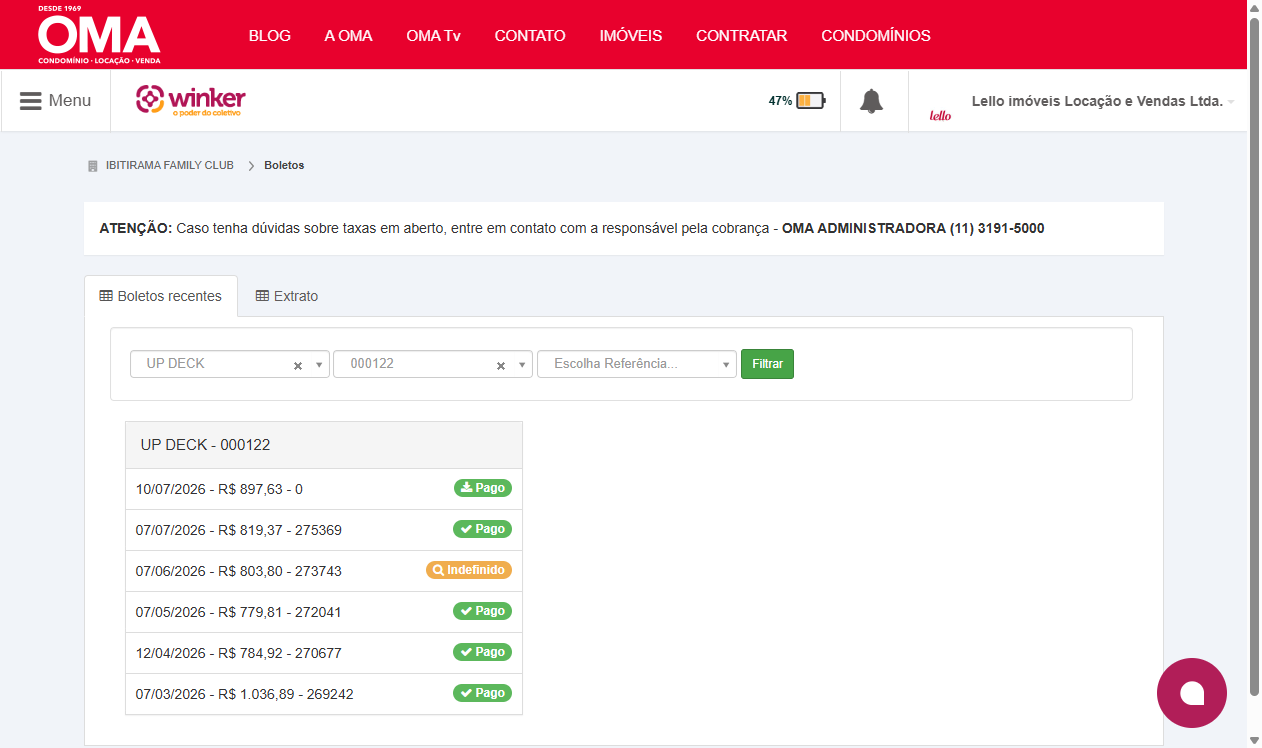 DESDE 1969
OMA
CONDOMÍNIO · LOCAÇÃO · VENDA
BLOG A OMA OMA Tv CONTATO IMÓVEIS CONTRATAR CONDOMÍNIOS
Menu
winker
o poder do coletivo
47%
lello
Lello imóveis Locação e Vendas Ltda.
IBITIRAMA FAMILY CLUB > Boletos
ATENÇÃO: Caso tenha dúvidas sobre taxas em aberto, entre em contato com a responsável pela cobrança - OMA ADMINISTRADORA (11) 3191-5000
Boletos recentes Extrato
UP DECK × 000122 × Escolha Referência... Filtrar
UP DECK - 000122
10/07/2026 - R$ 897,63 - 0 Pago
07/07/2026 - R$ 819,37 - 275369 Pago
07/06/2026 - R$ 803,80 - 273743 Indefinido
07/05/2026 - R$ 779,81 - 272041 Pago
12/04/2026 - R$ 784,92 - 270677 Pago
07/03/2026 - R$ 1.036,89 - 269242 Pago